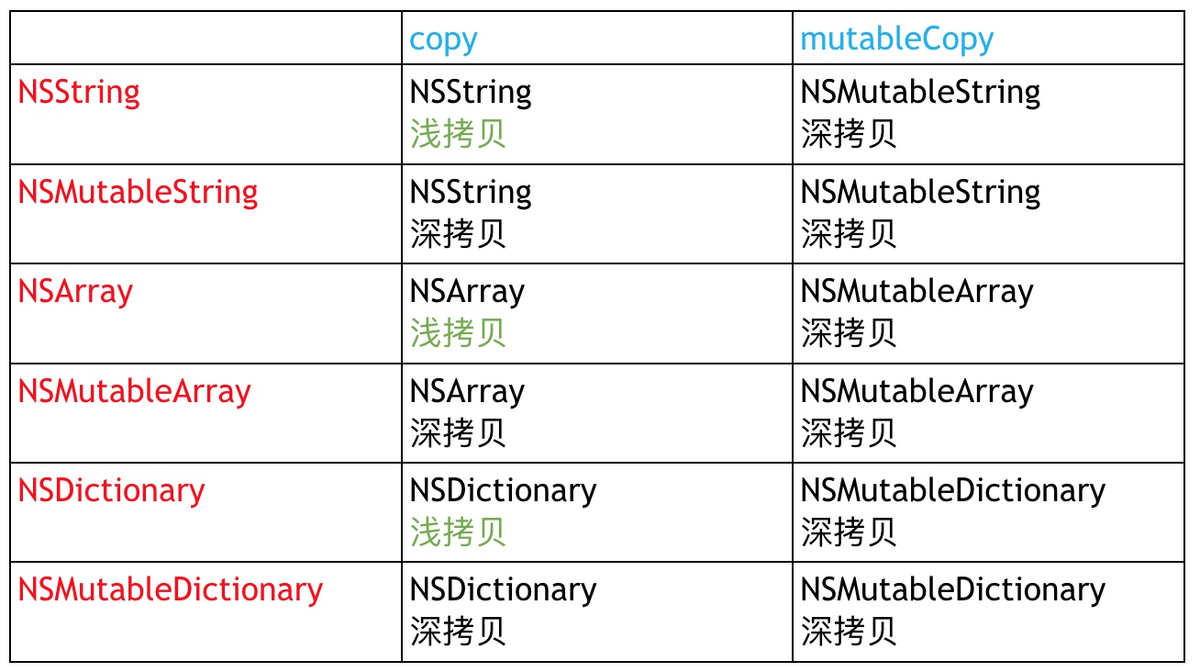 copy mutableCopy
NSString NSString NSMutableString
浅拷贝 深拷贝
NSMutableString NSString NSMutableString
深拷贝 深拷贝
NSArray NSArray NSMutableArray
浅拷贝 深拷贝
NSMutableArray NSArray NSMutableArray
深拷贝 深拷贝
NSDictionary NSDictionary NSMutableDictionary
浅拷贝 深拷贝
NSMutableDictionary NSDictionary NSMutableDictionary
深拷贝 深拷贝